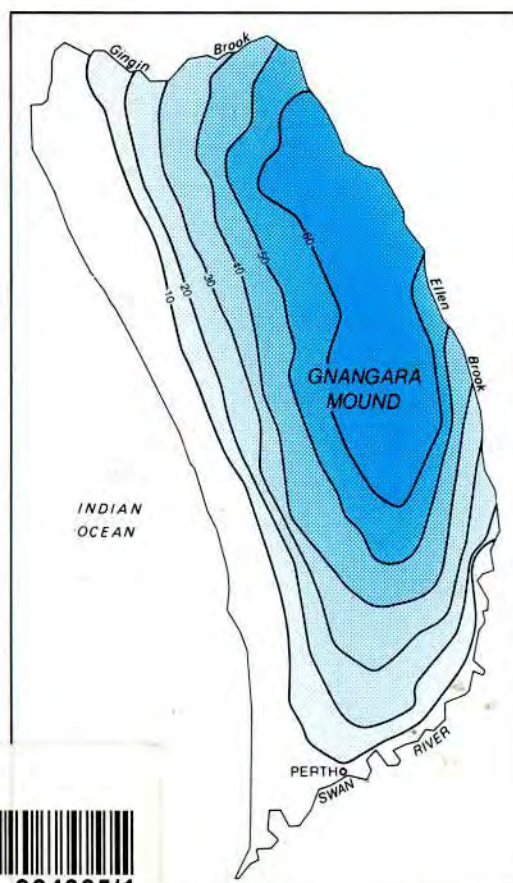 Gingin
Brook
10
20
30
40
50
60
Ellen
Brook
GNANGARA
MOUND
INDIAN
OCEAN
PERTH
SWAN
RIVER